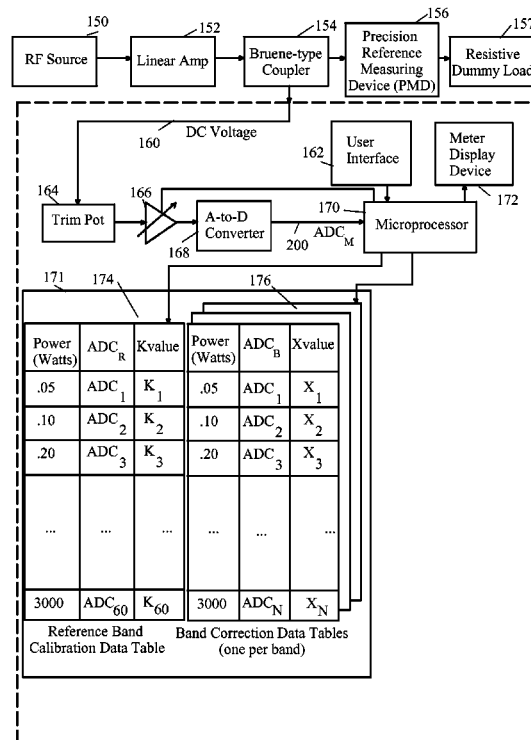 150
152
154
156
157
RF Source
Linear Amp
Bruene-type
Coupler
Precision
Reference
Measuring
Device (PMD)
Resistive
Dummy Load
160
DC Voltage
162
User
Interface
Meter
Display
Device
172
164
Trim Pot
166
A-to-D
Converter
168
200
ADC_M
170
Microprocessor
171
174
176
Power
(Watts)
ADC_R
Kvalue
.05
ADC_1
K_1
.10
ADC_2
K_2
.20
ADC_3
K_3
...
...
...
3000
ADC_60
K_60
Reference Band
Calibration Data Table
Power
(Watts)
ADC_B
Xvalue
.05
ADC_1
X_1
.10
ADC_2
X_2
.20
ADC_3
X_3
...
...
...
3000
ADC_N
X_N
Band Correction Data Tables
(one per band)